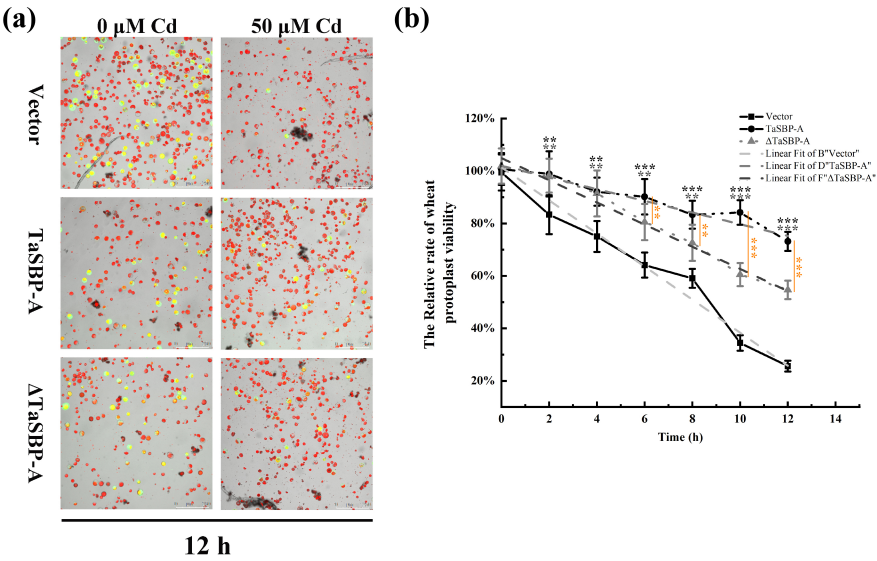 (a)
0 μM Cd
50 μM Cd
Vector
TaSBP-A
ΔTaSBP-A
12 h
(b)
The Relative rate of wheat
protoplast viability
120%
100%
80%
60%
40%
20%
0
2
4
6
8
10
12
14
Time (h)
Vector
TaSBP-A
ΔTaSBP-A
Linear Fit of B"Vector"
Linear Fit of D"TaSBP-A"
Linear Fit of F"ΔTaSBP-A"
**
**
**
**
***
**
***
**
***
***
***
***
**
**
***
***